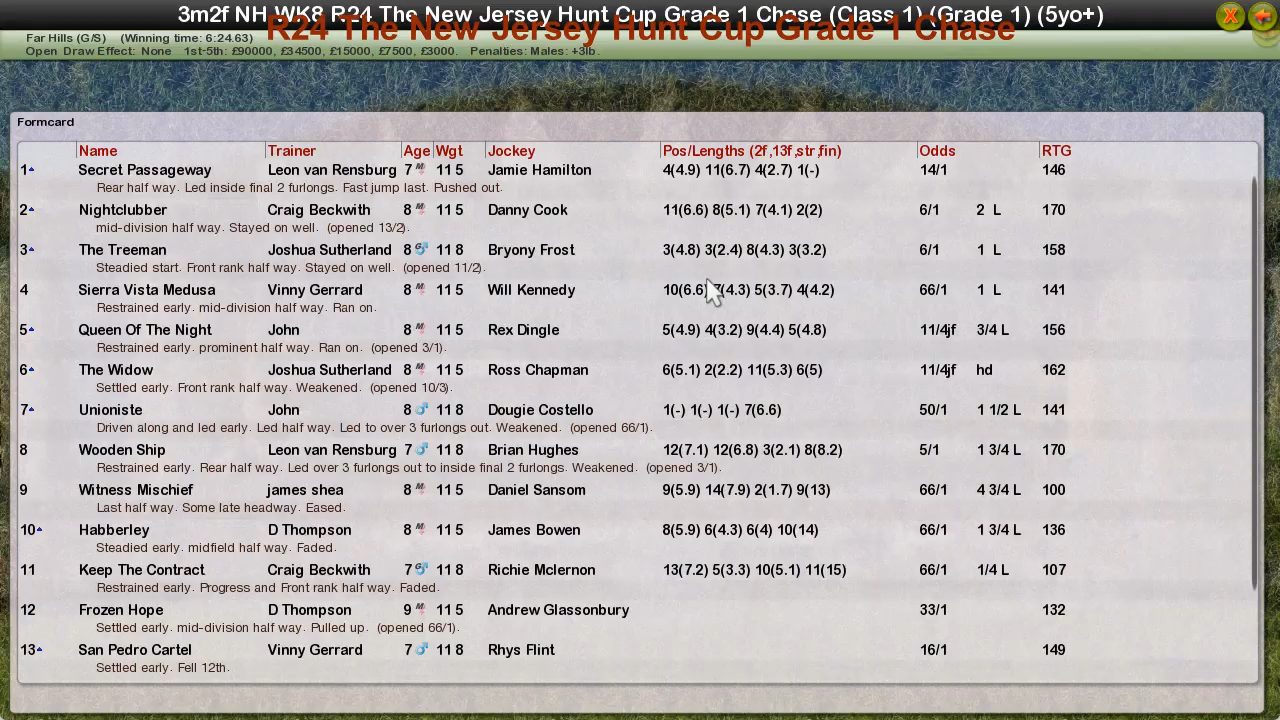 3m2f NH WK8 R24 The New Jersey Hunt Cup Grade 1 Chase (Class 1) (Grade 1) (5yo+)
R24 The New Jersey Hunt Cup Grade 1 Chase
Far Hills (G/S) (Winning time: 6:24.63)
Open Draw Effect: None 1st-5th: £90000, £34500, £15000, £7500, £3000. Penalties: Males: +3lb.
Formcard
Name Trainer Age Wgt Jockey Pos/Lengths (2f,13f,str,fin) Odds RTG
1 Secret Passageway Leon van Rensburg 7 M 11 5 Jamie Hamilton 4(4.9) 11(6.7) 4(2.7) 1(-) 14/1 146
Rear half way. Led inside final 2 furlongs. Fast jump last. Pushed out.
2 Nightclubber Craig Beckwith 8 M 11 5 Danny Cook 11(6.6) 8(5.1) 7(4.1) 2(2) 6/1 2 L 170
mid-division half way. Stayed on well. (opened 13/2).
3 The Treeman Joshua Sutherland 8 G 11 8 Bryony Frost 3(4.8) 3(2.4) 8(4.3) 3(3.2) 6/1 1 L 158
Steadied start. Front rank half way. Stayed on well. (opened 11/2).
4 Sierra Vista Medusa Vinny Gerrard 8 M 11 5 Will Kennedy 10(6.6) 7(4.3) 5(3.7) 4(4.2) 66/1 1 L 141
Restrained early. mid-division half way. Ran on.
5 Queen Of The Night John 8 M 11 5 Rex Dingle 5(4.9) 4(3.2) 9(4.4) 5(4.8) 11/4jf 3/4 L 156
Restrained early. prominent half way. Ran on. (opened 3/1).
6 The Widow Joshua Sutherland 8 M 11 5 Ross Chapman 6(5.1) 2(2.2) 11(5.3) 6(5) 11/4jf hd 162
Settled early. Front rank half way. Weakened. (opened 10/3).
7 Unioniste John 8 11 8 Dougie Costello 1(-) 1(-) 1(-) 7(6.6) 50/1 1 1/2 L 141
Driven along and led early. Led half way. Led to over 3 furlongs out. Weakened. (opened 66/1).
8 Wooden Ship Leon van Rensburg 7 11 8 Brian Hughes 12(7.1) 12(6.8) 3(2.1) 8(8.2) 5/1 1 3/4 L 170
Restrained early. Rear half way. Led over 3 furlongs out to inside final 2 furlongs. Weakened. (opened 3/1).
9 Witness Mischief james shea 8 M 11 5 Daniel Sansom 9(5.9) 14(7.9) 2(1.7) 9(13) 66/1 4 3/4 L 100
Last half way. Some late headway. Eased.
10 Habberley D Thompson 8 M 11 5 James Bowen 8(5.9) 6(4.3) 6(4) 10(14) 66/1 1 3/4 L 136
Steadied early. midfield half way. Faded.
11 Keep The Contract Craig Beckwith 7 G 11 8 Richie Mclernon 13(7.2) 5(3.3) 10(5.1) 11(15) 66/1 1/4 L 107
Restrained early. Progress and Front rank half way. Faded.
12 Frozen Hope D Thompson 9 M 11 5 Andrew Glassonbury 33/1 132
Settled early. mid-division half way. Pulled up. (opened 66/1).
13 San Pedro Cartel Vinny Gerrard 7 11 8 Rhys Flint 16/1 149
Settled early. Fell 12th.